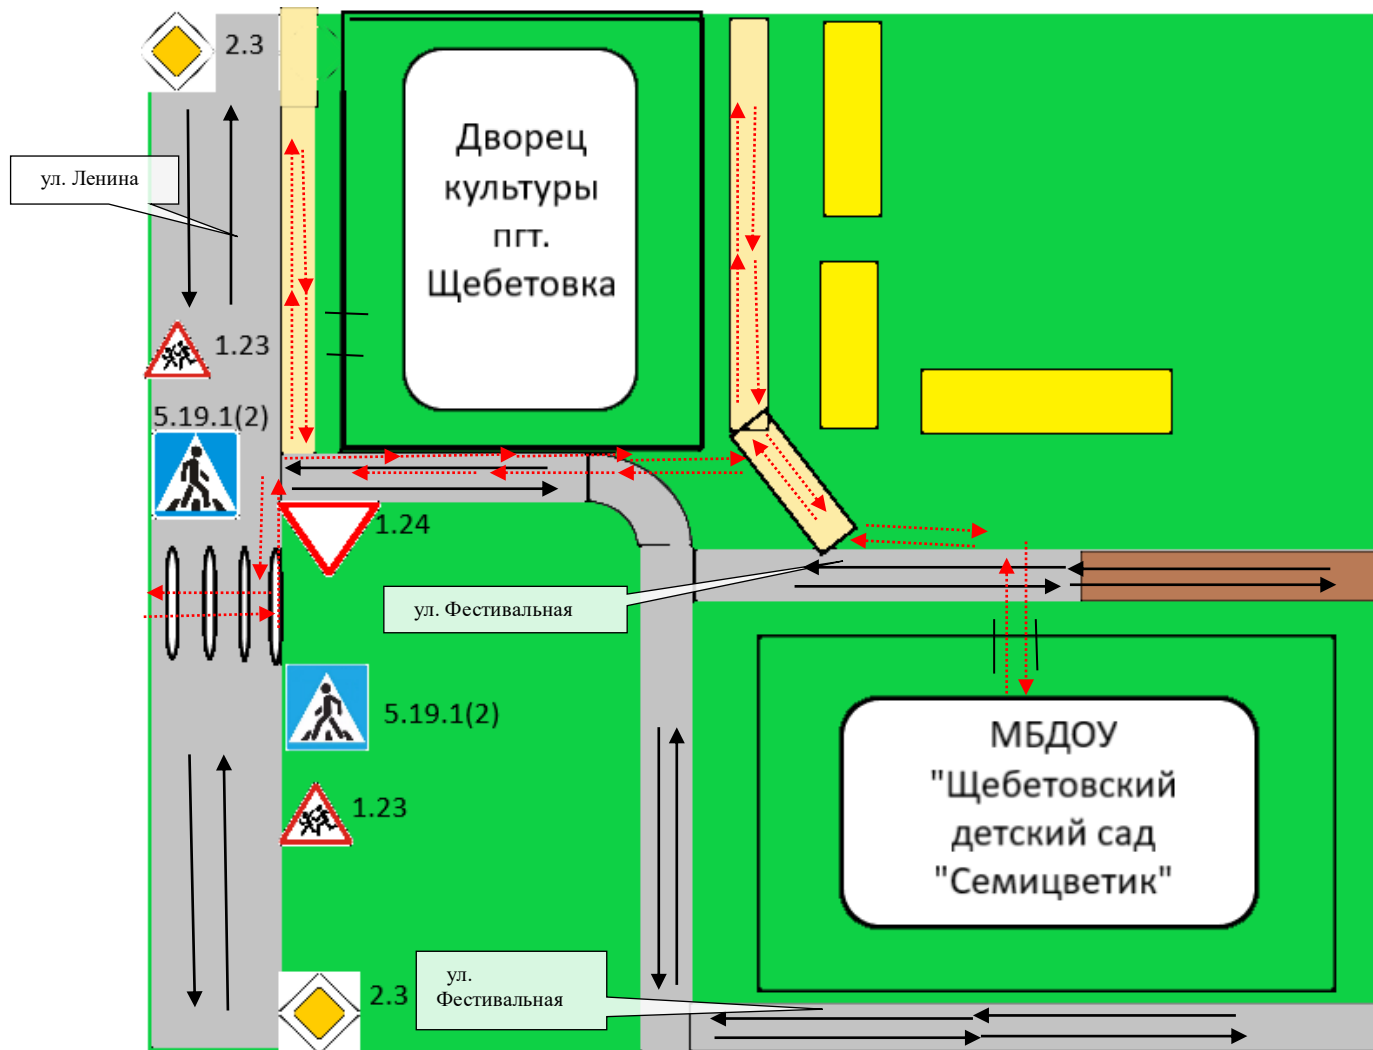 2.3
Дворец
культуры
пгт.
Щебетовка
ул. Ленина
1.23
5.19.1(2)
1.24
ул. Фестивальная
5.19.1(2)
МБДОУ
"Щебетовский
детский сад
"Семицветик"
1.23
ул.
Фестивальная
2.3